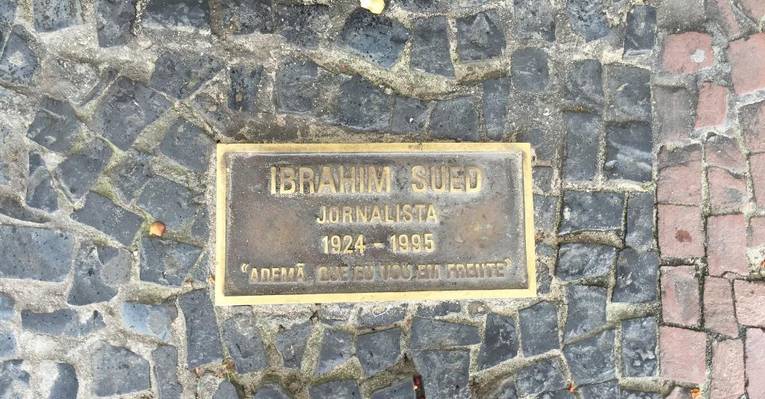 IBRAHIM SUED
JORNALISTA
1924 - 1995
“ADEMÃ, QUE EU VOU EM FRENTE”